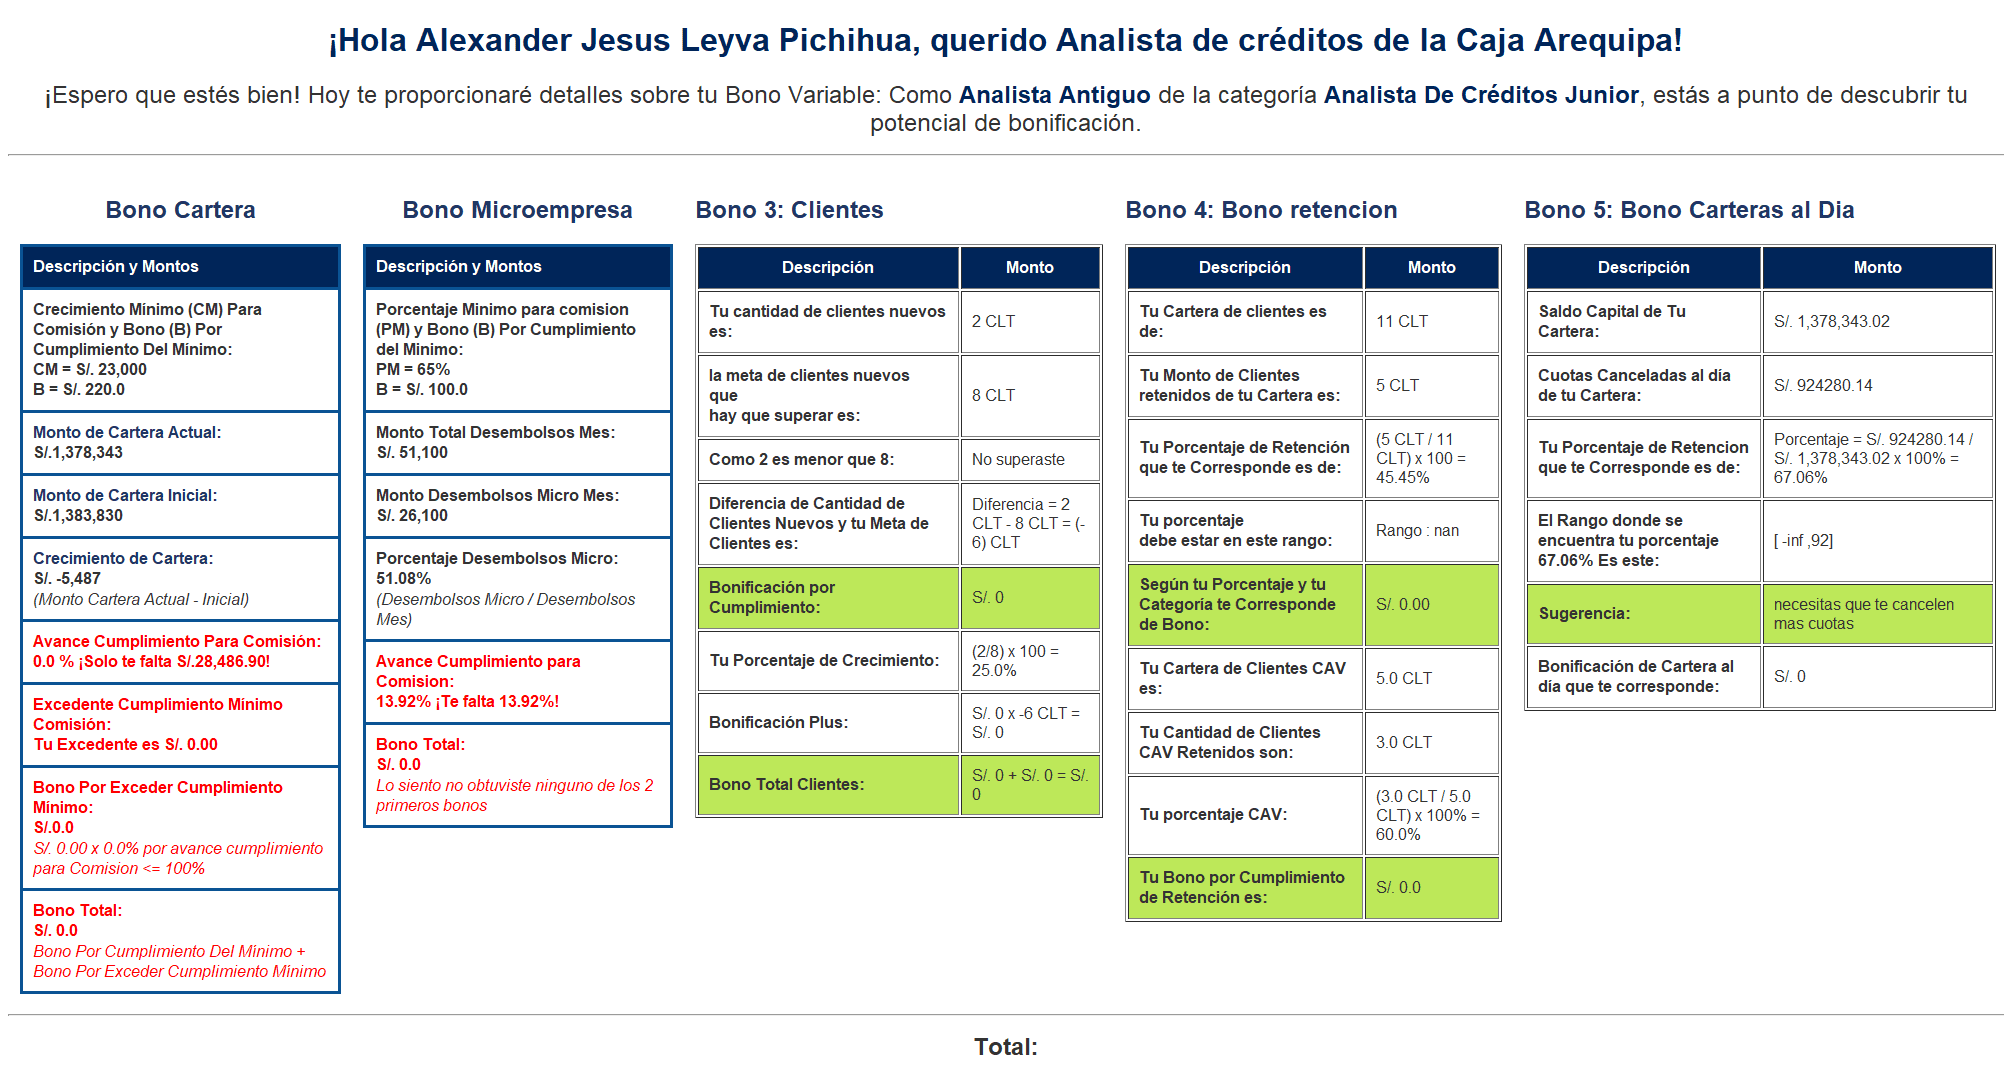 ¡Hola Alexander Jesus Leyva Pichihua, querido Analista de créditos de la Caja Arequipa!
¡Espero que estés bien! Hoy te proporcionaré detalles sobre tu Bono Variable: Como Analista Antiguo de la categoría Analista De Créditos Junior, estás a punto de descubrir tu
potencial de bonificación.
Bono Cartera
Descripción y Montos
Crecimiento Mínimo (CM) Para
Comisión y Bono (B) Por
Cumplimiento Del Mínimo:
CM = S/. 23,000
B = S/. 220.0
Monto de Cartera Actual:
S/.1,378,343
Monto de Cartera Inicial:
S/.1,383,830
Crecimiento de Cartera:
S/. -5,487
(Monto Cartera Actual - Inicial)
Avance Cumplimiento Para Comisión:
0.0 % ¡Solo te falta S/.28,486.90!
Excedente Cumplimiento Mínimo
Comisión:
Tu Excedente es S/. 0.00
Bono Por Exceder Cumplimiento
Mínimo:
S/.0.0
S/. 0.00 x 0.0% por avance cumplimiento
para Comision <= 100%
Bono Total:
S/. 0.0
Bono Por Cumplimiento Del Mínimo +
Bono Por Exceder Cumplimiento Mínimo
Bono Microempresa
Descripción y Montos
Porcentaje Minimo para comision
(PM) y Bono (B) Por Cumplimiento
del Minimo:
PM = 65%
B = S/. 100.0
Monto Total Desembolsos Mes:
S/. 51,100
Monto Desembolsos Micro Mes:
S/. 26,100
Porcentaje Desembolsos Micro:
51.08%
(Desembolsos Micro / Desembolsos
Mes)
Avance Cumplimiento para
Comision:
13.92% ¡Te falta 13.92%!
Bono Total:
S/. 0.0
Lo siento no obtuviste ninguno de los 2
primeros bonos
Bono 3: Clientes
Descripción Monto
Tu cantidad de clientes nuevos
es:
2 CLT
la meta de clientes nuevos
que
hay que superar es:
8 CLT
Como 2 es menor que 8: No superaste
Diferencia de Cantidad de
Clientes Nuevos y tu Meta de
Clientes es:
Diferencia = 2
CLT - 8 CLT = (-
6) CLT
Bonificación por
Cumplimiento:
S/. 0
Tu Porcentaje de Crecimiento:
(2/8) x 100 =
25.0%
Bonificación Plus:
S/. 0 x -6 CLT =
S/. 0
Bono Total Clientes:
S/. 0 + S/. 0 = S/.
0
Bono 4: Bono retencion
Descripción Monto
Tu Cartera de clientes es
de:
11 CLT
Tu Monto de Clientes
retenidos de tu Cartera es:
5 CLT
Tu Porcentaje de Retención
que te Corresponde es de:
(5 CLT / 11
CLT) x 100 =
45.45%
Tu porcentaje
debe estar en este rango:
Rango : nan
Según tu Porcentaje y tu
Categoría te Corresponde
de Bono:
S/. 0.00
Tu Cartera de Clientes CAV
es:
5.0 CLT
Tu Cantidad de Clientes
CAV Retenidos son:
3.0 CLT
Tu porcentaje CAV:
(3.0 CLT / 5.0
CLT) x 100% =
60.0%
Tu Bono por Cumplimiento
de Retención es:
S/. 0.0
Bono 5: Bono Carteras al Dia
Descripción Monto
Saldo Capital de Tu
Cartera:
S/. 1,378,343.02
Cuotas Canceladas al día
de tu Cartera:
S/. 924280.14
Tu Porcentaje de Retencion
que te Corresponde es de:
Porcentaje = S/. 924280.14 /
S/. 1,378,343.02 x 100% =
67.06%
El Rango donde se
encuentra tu porcentaje
67.06% Es este:
[ -inf ,92]
Sugerencia:
necesitas que te cancelen
mas cuotas
Bonificación de Cartera al
día que te corresponde:
S/. 0
Total: